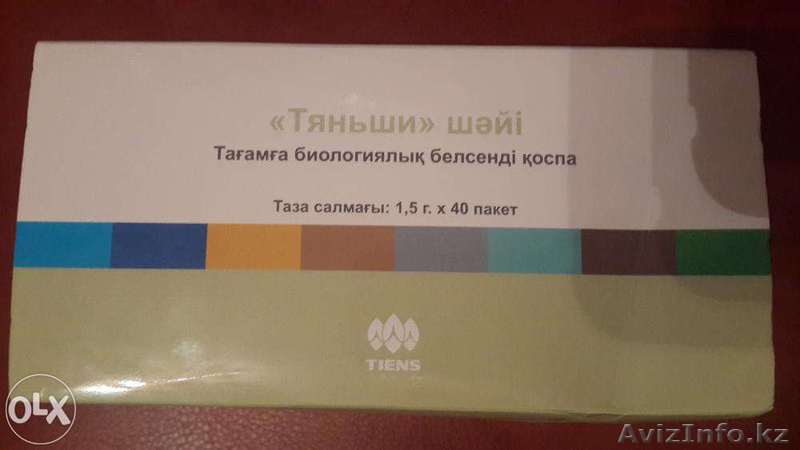 «Тяньши» шәйі
Тағамға биологиялық белсенді қоспа
Таза салмағы: 1,5 г. х 40 пакет
TIENS
OLX
AvizInfo.kz